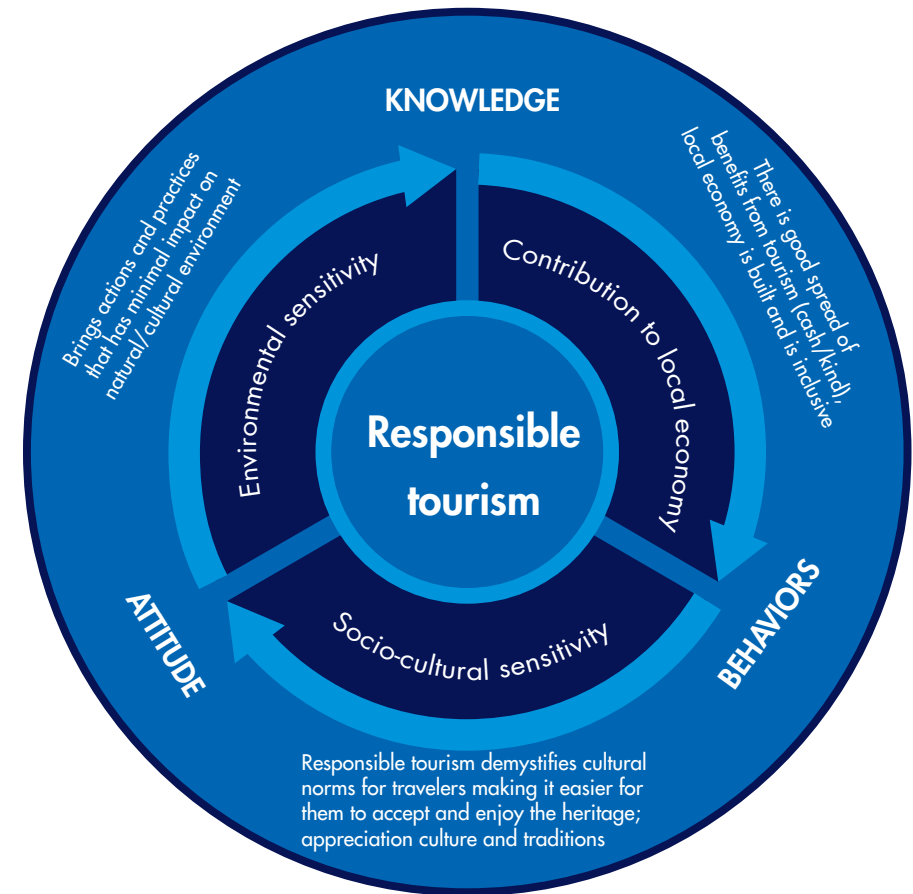 KNOWLEDGE
Brings actions and practices
that has minimal impact on
natural/cultural environment
There is good spread of
benefits from tourism (cash/kind),
local economy is built and is inclusive
Environmental sensitivity
Contribution to local economy
Responsible
tourism
Socio-cultural sensitivity
ATTITUDE
BEHAVIORS
Responsible tourism demystifies cultural
norms for travelers making it easier for
them to accept and enjoy the heritage;
appreciation culture and traditions